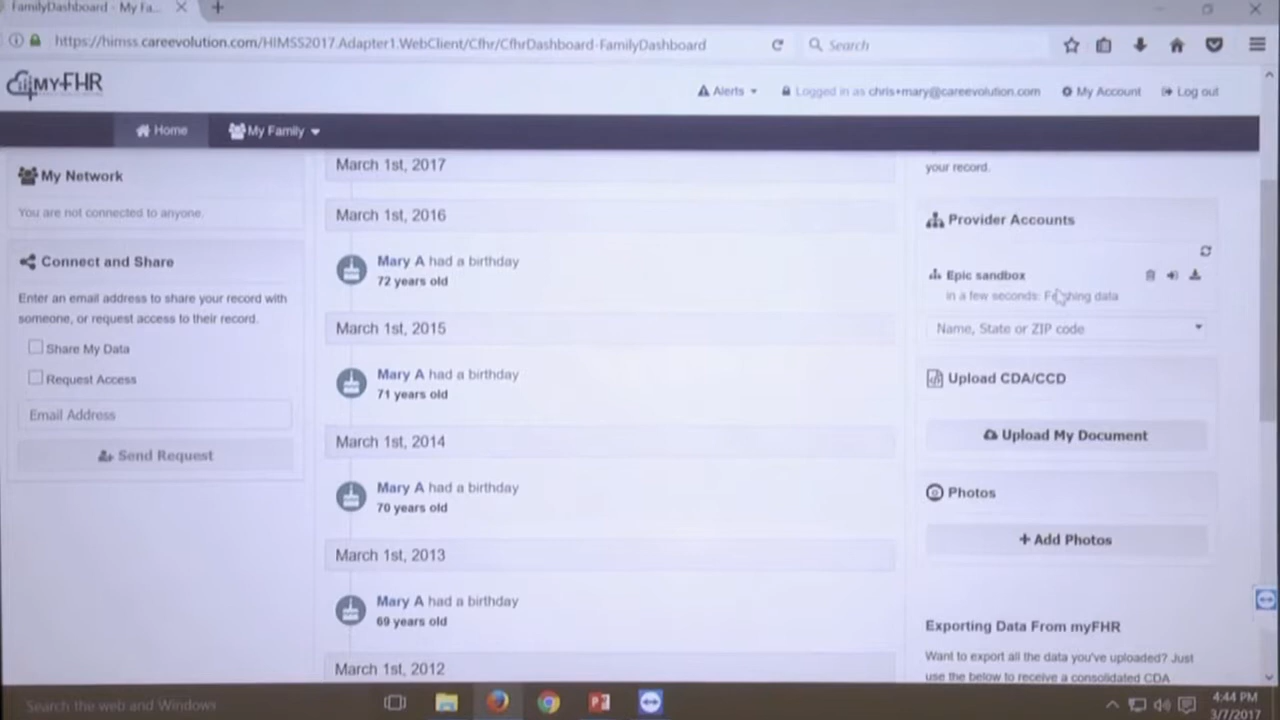 FamilyDashboard - My Fa...
https://himss.careevolution.com/HIMSS2017.Adapter1.WebClient/Cfhr/CfhrDashboard-FamilyDashboard
Search
MY-FHR
Alerts
Logged in as chris+mary@careevolution.com
My Account
Log out
Home
My Family
My Network
You are not connected to anyone.
Connect and Share
Enter an email address to share your record with
someone, or request access to their record.
Share My Data
Request Access
Email Address
Send Request
March 1st, 2017
March 1st, 2016
Mary A had a birthday
72 years old
March 1st, 2015
Mary A had a birthday
71 years old
March 1st, 2014
Mary A had a birthday
70 years old
March 1st, 2013
Mary A had a birthday
69 years old
March 1st, 2012
your record.
Provider Accounts
Epic sandbox
in a few seconds: Fetching data
Name, State or ZIP code
Upload CDA/CCD
Upload My Document
Photos
+ Add Photos
Exporting Data From myFHR
Want to export all the data you've uploaded? Just
use the below to receive a consolidated CDA
Search the web and Windows
4:44 PM
3/7/2017